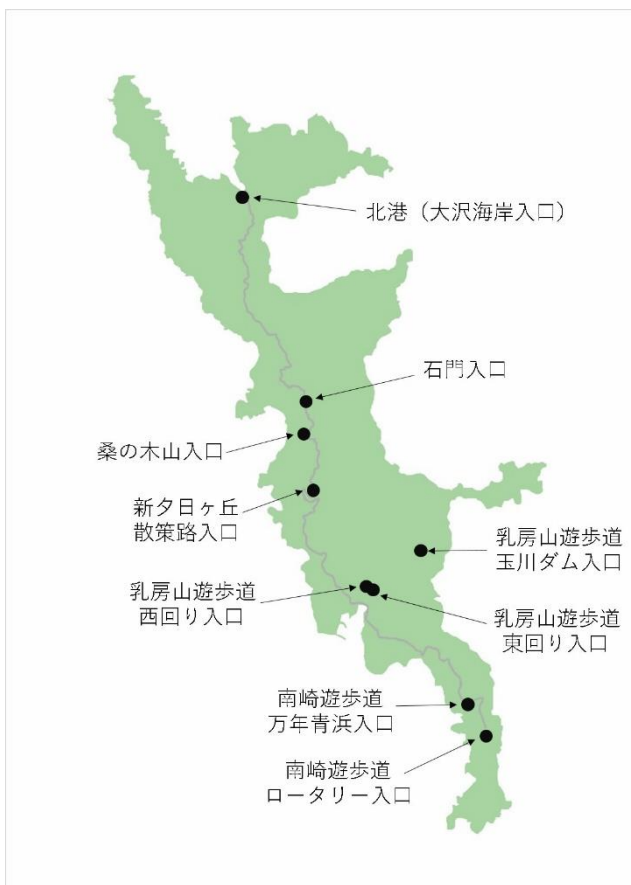 北港（大沢海岸入口）
石門入口
桑の木山入口
新夕日ヶ丘
散策路入口
乳房山遊歩道
玉川ダム入口
乳房山遊歩道
西回り入口
乳房山遊歩道
東回り入口
南崎遊歩道
万年青浜入口
南崎遊歩道
ロータリー入口